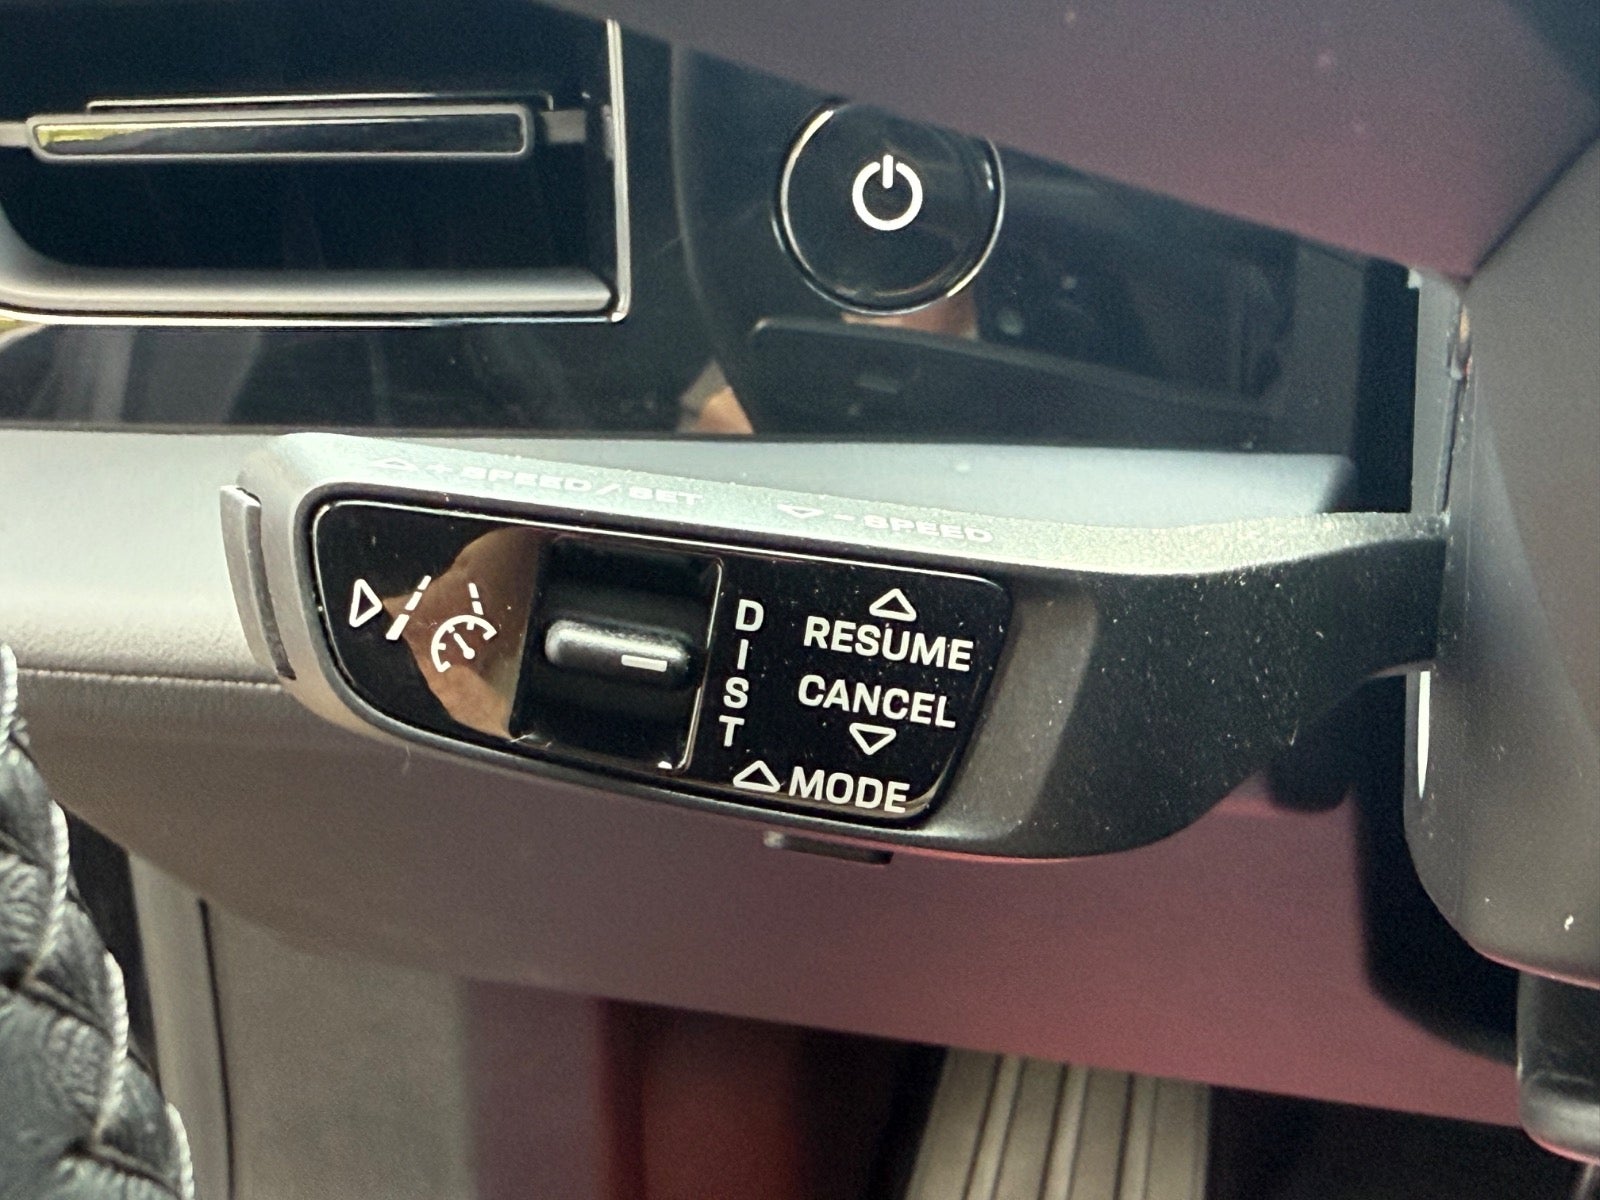 △ + SPEED / SET ▽ − SPEED
D
I
S
T
RESUME
CANCEL
MODE